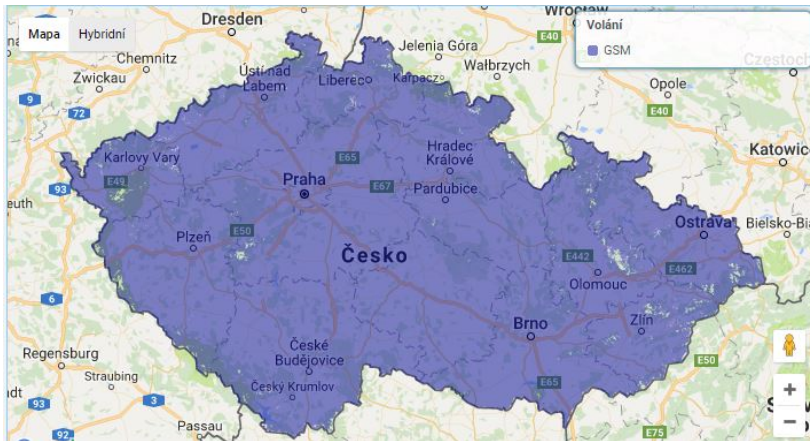 Mapa
Hybridní
Volání
GSM
Dresden
Wrocław
E40
Jelenia Góra
Chemnitz
Wałbrzych
Zwickau
Ústí nad
Labem
Liberec
Karpacz
Opole
E40
9
72
Karlovy Vary
E65
Hradec
Králové
Katowice
93
E49
Praha
E67
Pardubice
Ostrava
Bielsko-Bia
Plzeň
E50
Česko
E442
E462
Olomouc
6
Brno
Zlín
Regensburg
České
Budějovice
E50
Straubing
Český Krumlov
E65
93
3
92
Passau
E75
+
−